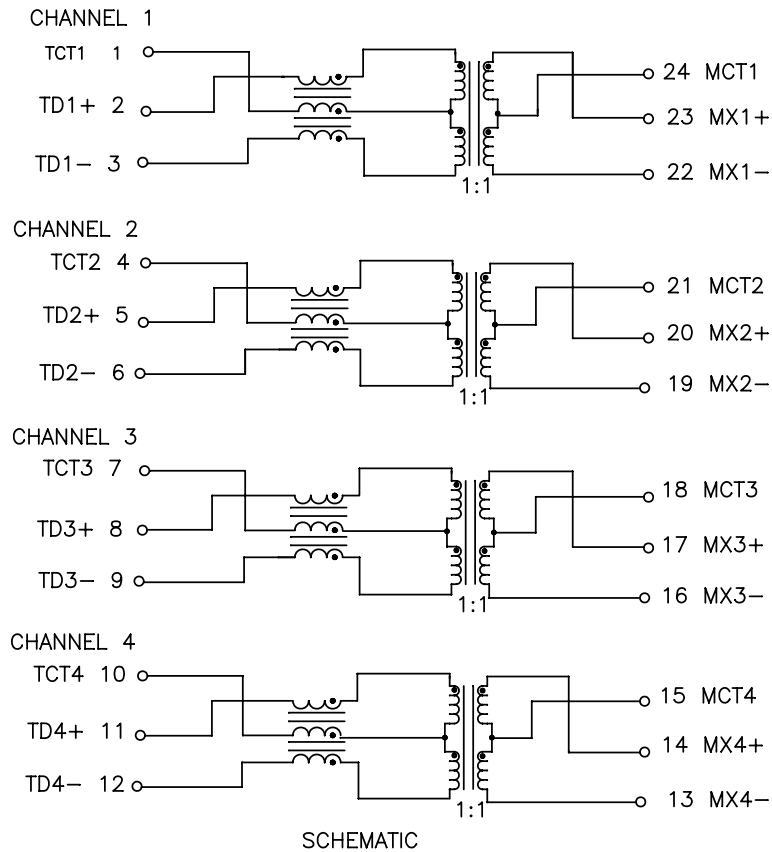 CHANNEL 1
TCT1 1
24 MCT1
TD1+ 2
23 MX1+
TD1− 3
22 MX1−
1:1
CHANNEL 2
TCT2 4
21 MCT2
TD2+ 5
20 MX2+
TD2− 6
19 MX2−
1:1
CHANNEL 3
TCT3 7
18 MCT3
TD3+ 8
17 MX3+
TD3− 9
16 MX3−
1:1
CHANNEL 4
TCT4 10
15 MCT4
TD4+ 11
14 MX4+
TD4− 12
13 MX4−
1:1
SCHEMATIC